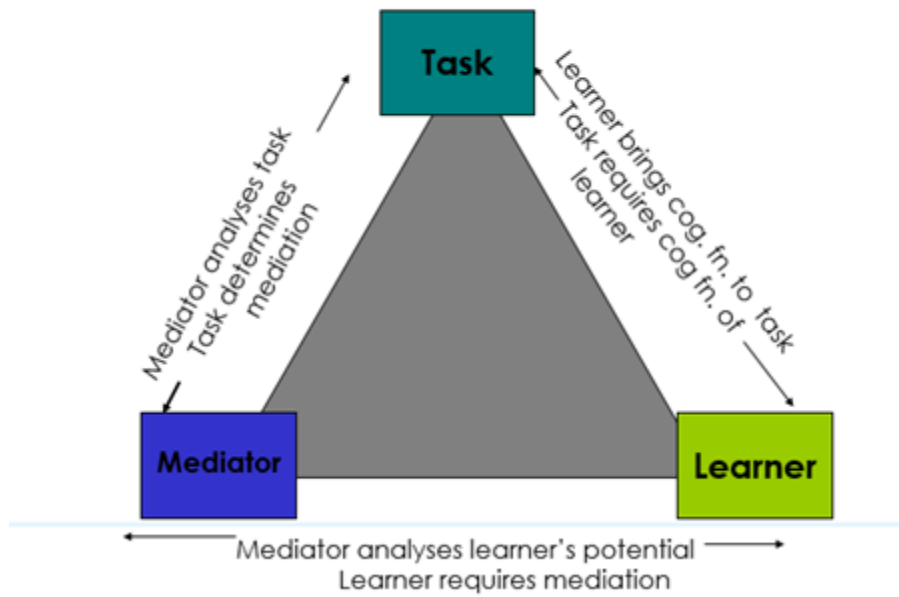 Task
Mediator analyses task
Task determines
mediation
Learner brings cog. fn. to task
Task requires cog fn. of
learner
Mediator
Learner
Mediator analyses learner's potential
Learner requires mediation